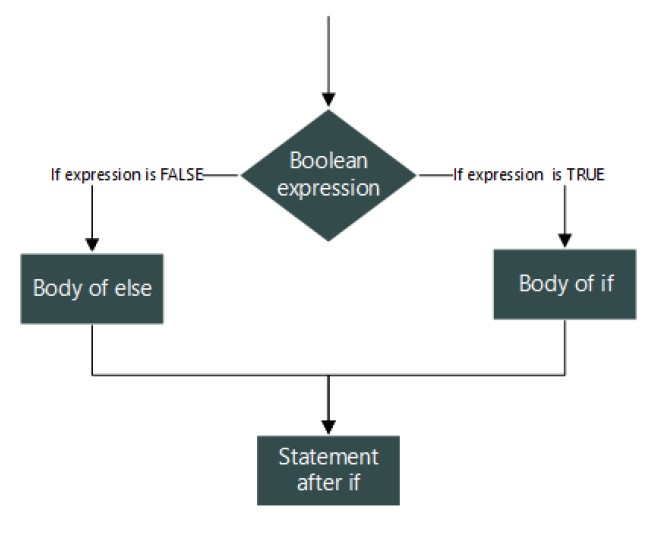 Boolean
expression
If expression is FALSE
If expression  is TRUE
Body of else
Body of if
Statement
after if